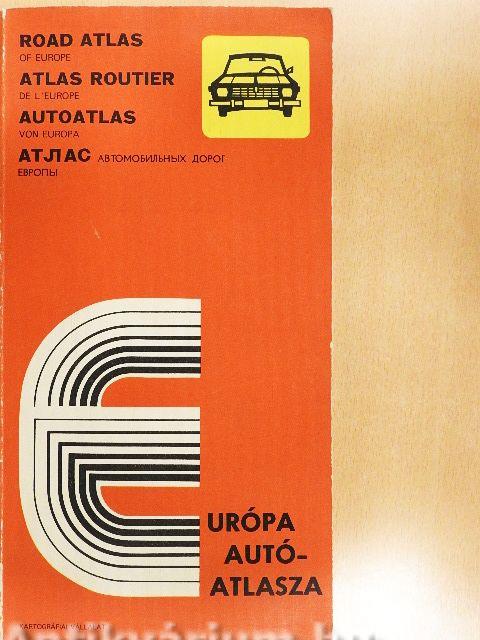 ROAD ATLAS
OF EUROPE
ATLAS ROUTIER
DE L'EUROPE
AUTOATLAS
VON EUROPA
АТЛАС АВТОМОБИЛЬНЫХ ДОРОГ
ЕВРОПЫ
EURÓPA
AUTÓ-
ATLASZA
KARTOGRÁFIAI VÁLLALAT